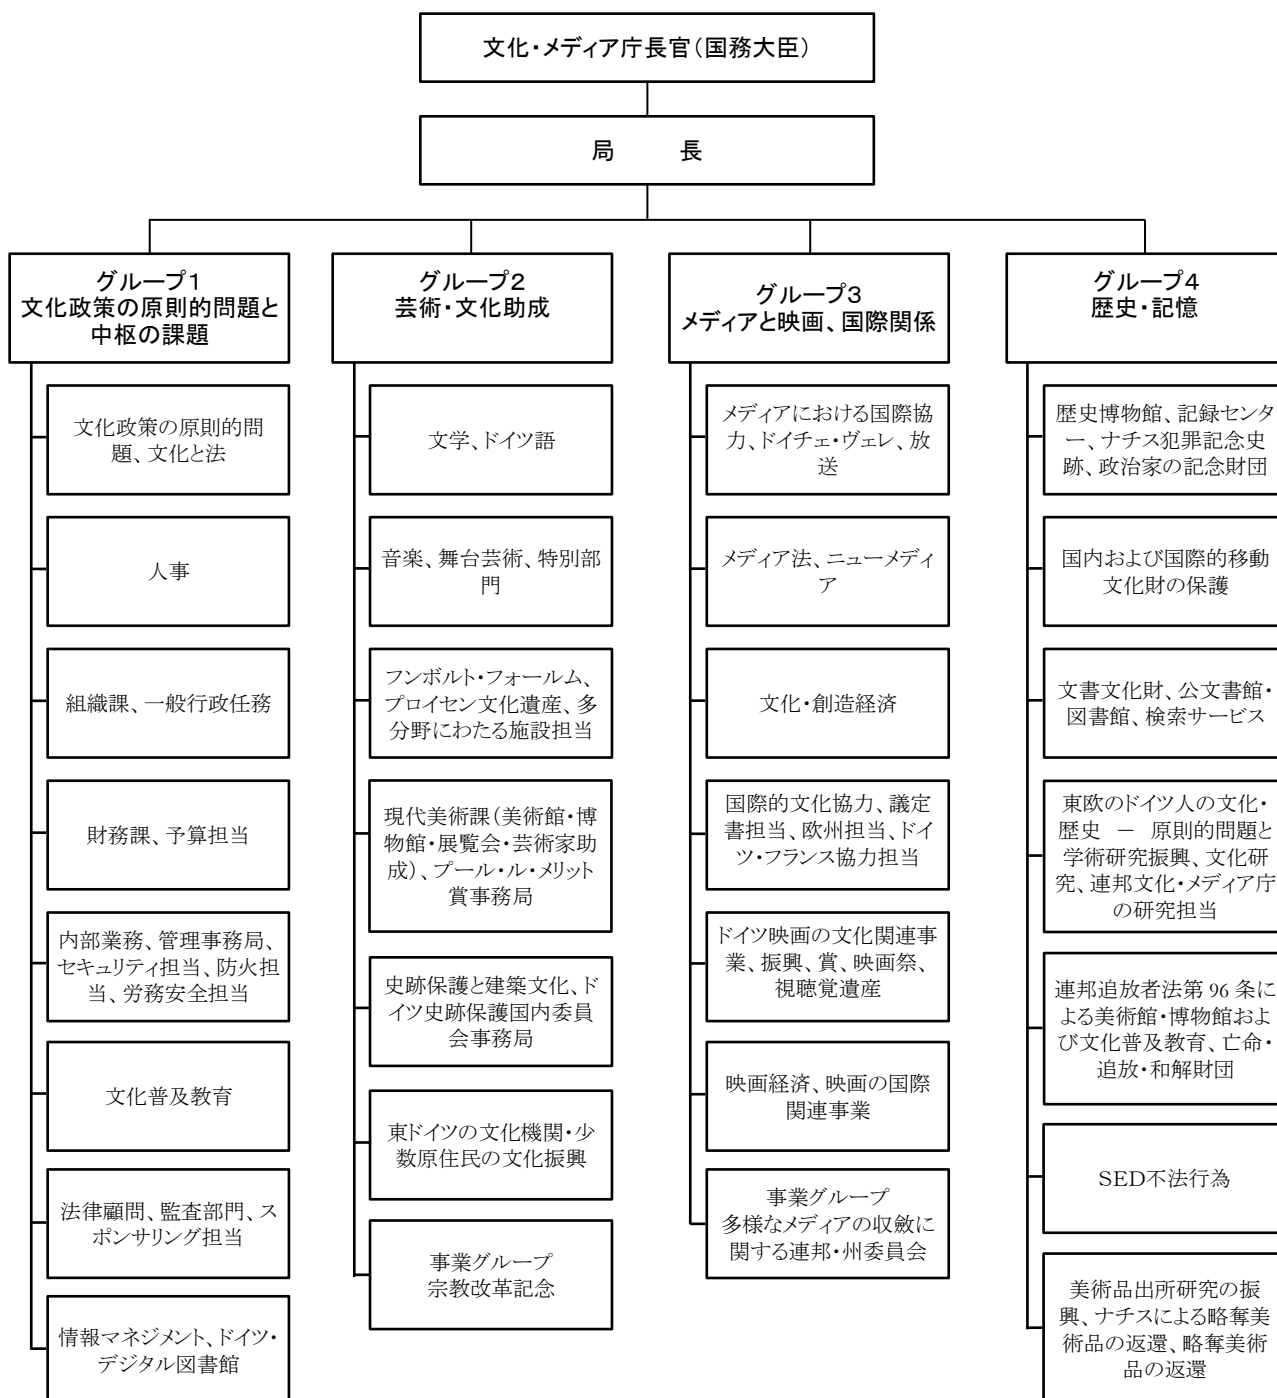 文化・メディア庁長官（国務大臣）
局　　長
グループ１
文化政策の原則的問題と
中枢の課題
文化政策の原則的問
題、文化と法
人事
組織課、一般行政任務
財務課、予算担当
内部業務、管理事務局、
セキュリティ担当、防火担
当、労務安全担当
文化普及教育
法律顧問、監査部門、ス
ポンサリング担当
情報マネジメント、ドイツ・
デジタル図書館
グループ２
芸術・文化助成
文学、ドイツ語
音楽、舞台芸術、特別部
門
フンボルト・フォールム、
プロイセン文化遺産、多
分野にわたる施設担当
現代美術課（美術館・博
物館・展覧会・芸術家助
成）、プール・ル・メリット
賞事務局
史跡保護と建築文化、ド
イツ史跡保護国内委員
会事務局
東ドイツの文化機関・少
数原住民の文化振興
事業グループ
宗教改革記念
グループ３
メディアと映画、国際関係
メディアにおける国際協
力、ドイチェ・ヴェレ、放
送
メディア法、ニューメディ
ア
文化・創造経済
国際的文化協力、議定
書担当、欧州担当、ドイ
ツ・フランス協力担当
ドイツ映画の文化関連事
業、振興、賞、映画祭、
視聴覚遺産
映画経済、映画の国際
関連事業
事業グループ
多様なメディアの収斂に
関する連邦・州委員会
グループ４
歴史・記憶
歴史博物館、記録センタ
ー、ナチス犯罪記念史
跡、政治家の記念財団
国内および国際的移動
文化財の保護
文書文化財、公文書館・
図書館、検索サービス
東欧のドイツ人の文化・
歴史 － 原則的問題と
学術研究振興、文化研
究、連邦文化・メディア庁
の研究担当
連邦追放者法第 96 条に
よる美術館・博物館およ
び文化普及教育、亡命・
追放・和解財団
SED不法行為
美術品出所研究の振
興、ナチスによる略奪美
術品の返還、略奪美術
品の返還